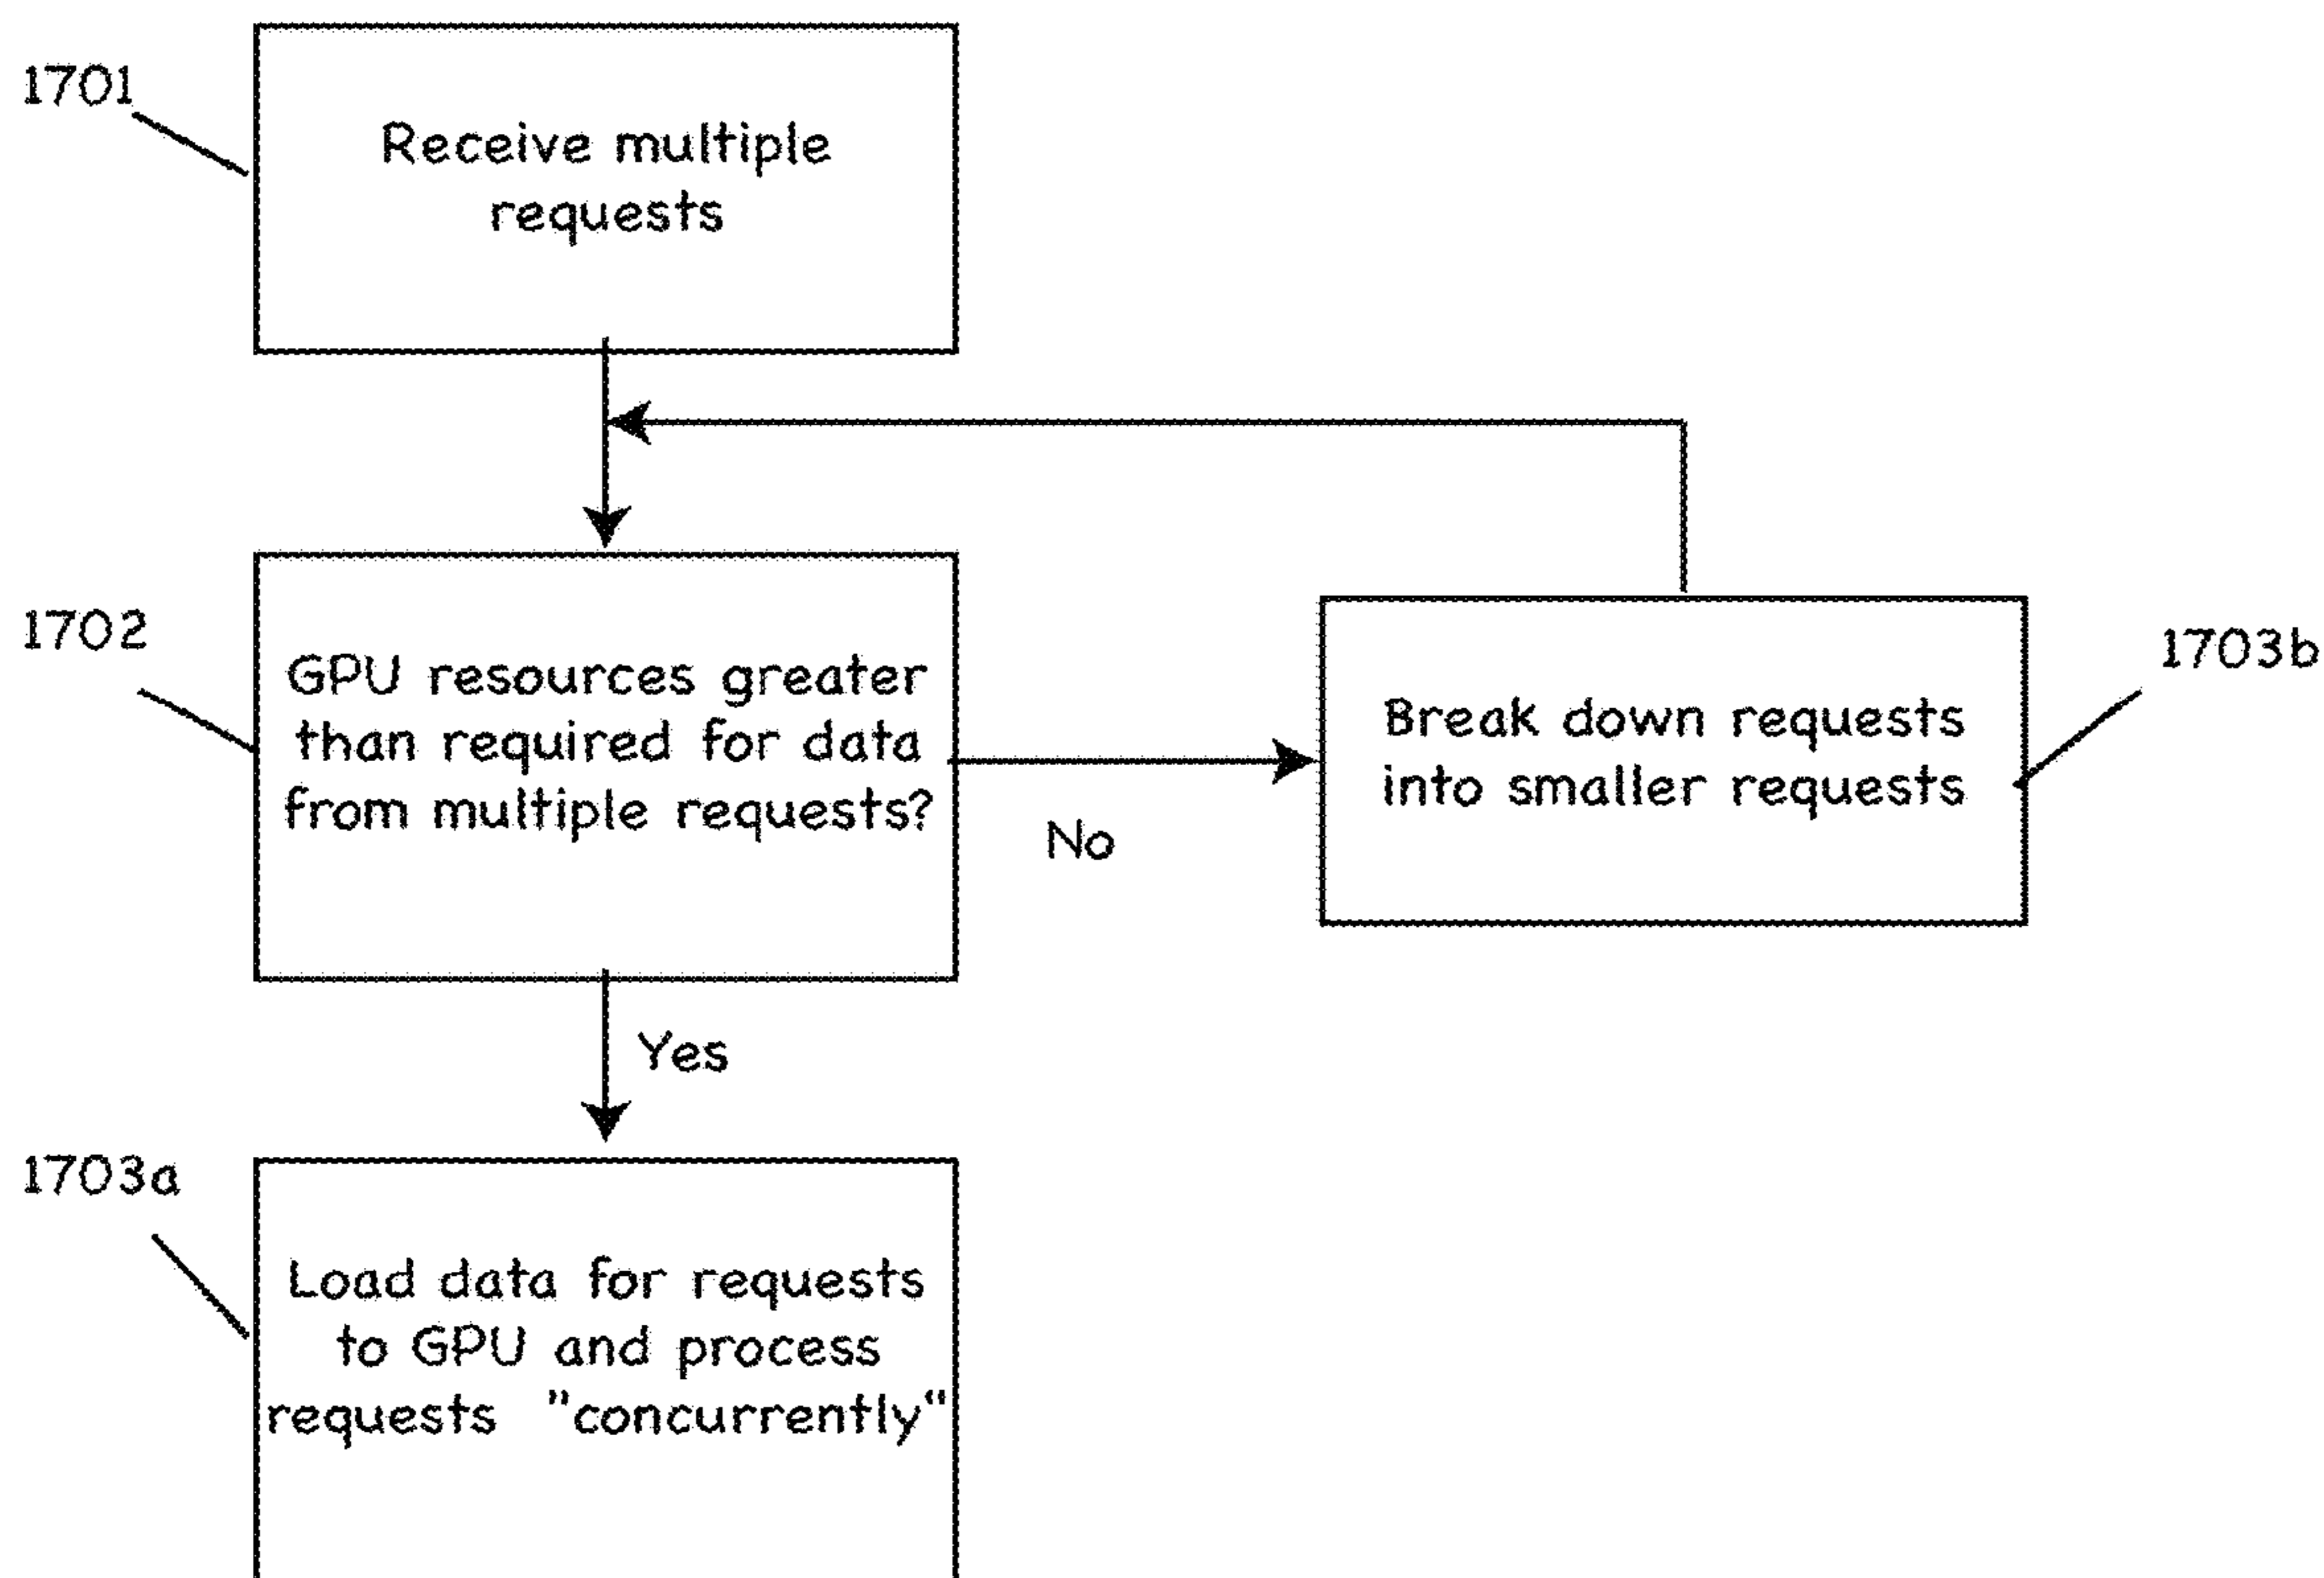 1701
Receive multiple
requests
1702
GPU resources greater
than required for data
from multiple requests?
No
Break down requests
into smaller requests
1703b
Yes
1703a
Load data for requests
to GPU and process
requests "concurrently"